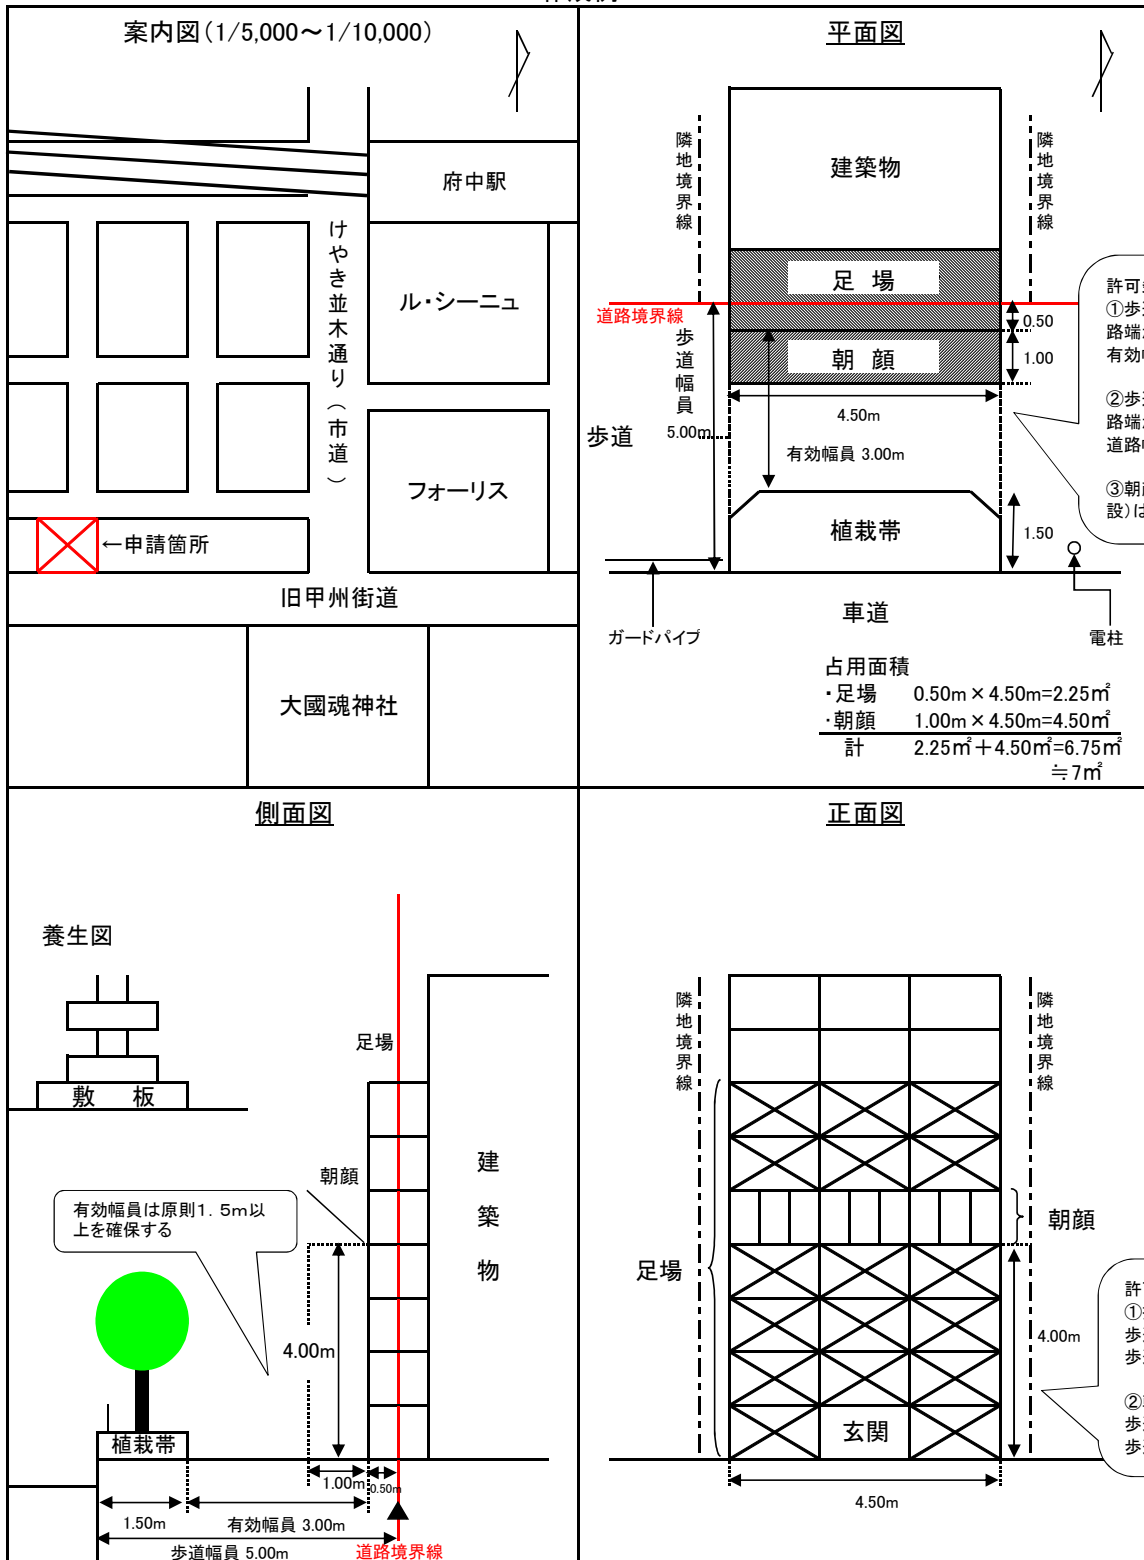 案内図(1/5,000～1/10,000)
府中駅
けやき並木通り(市道)
ル・シーニュ
フォーリス
←申請箇所
旧甲州街道
大國魂神社
平面図
隣地境界線
建築物
隣地境界線
足 場
道路境界線
0.50
朝 顔
1.00
歩道幅員
5.00m
4.50m
歩道
有効幅員 3.00m
植栽帯
1.50
車道
ガードパイプ
電柱
①歩
路端
有効
②歩
路端
③朝
設)は
占用面積
・足場 0.50m×4.50m=2.25㎡
・朝顔 1.00m×4.50m=4.50㎡
計 2.25㎡＋4.50㎡=6.75㎡
≒7㎡
側面図
養生図
敷 板
足場
朝顔
建築物
有効幅員は原則1．5m以
上を確保する
4.00m
植栽帯
1.00m
0.50m
1.50m
有効幅員 3.00m
歩道幅員 5.00m
道路境界線
正面図
隣地境界線
隣地境界線
朝顔
足場
4.00m
玄関
4.50m
許
①
歩
歩
②
歩
歩